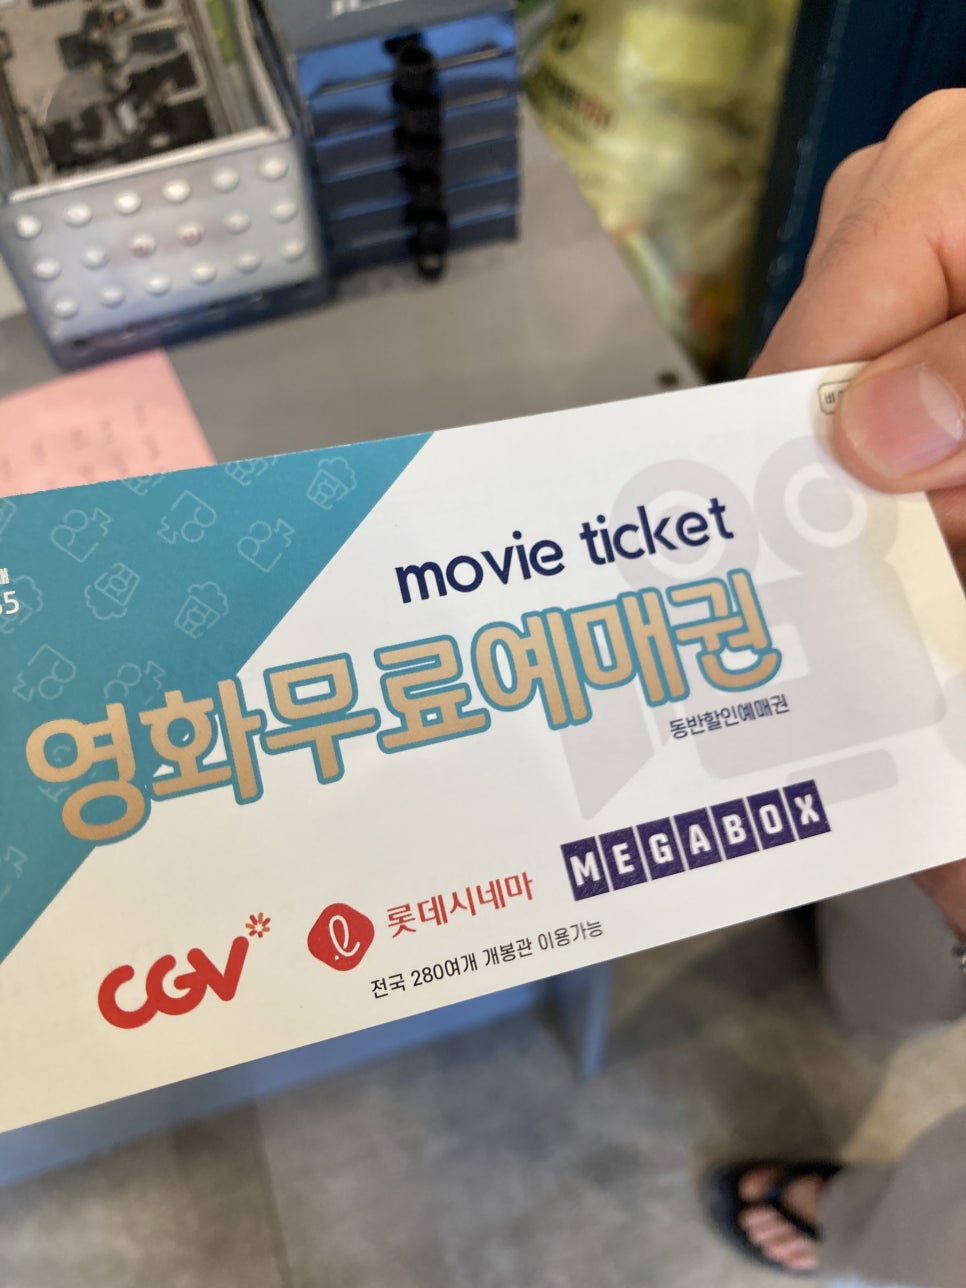 movie ticket
영화무료예매권
동반할인예매권
CGV 롯데시네마 MEGABOX
전국 280여개 개봉관 이용가능